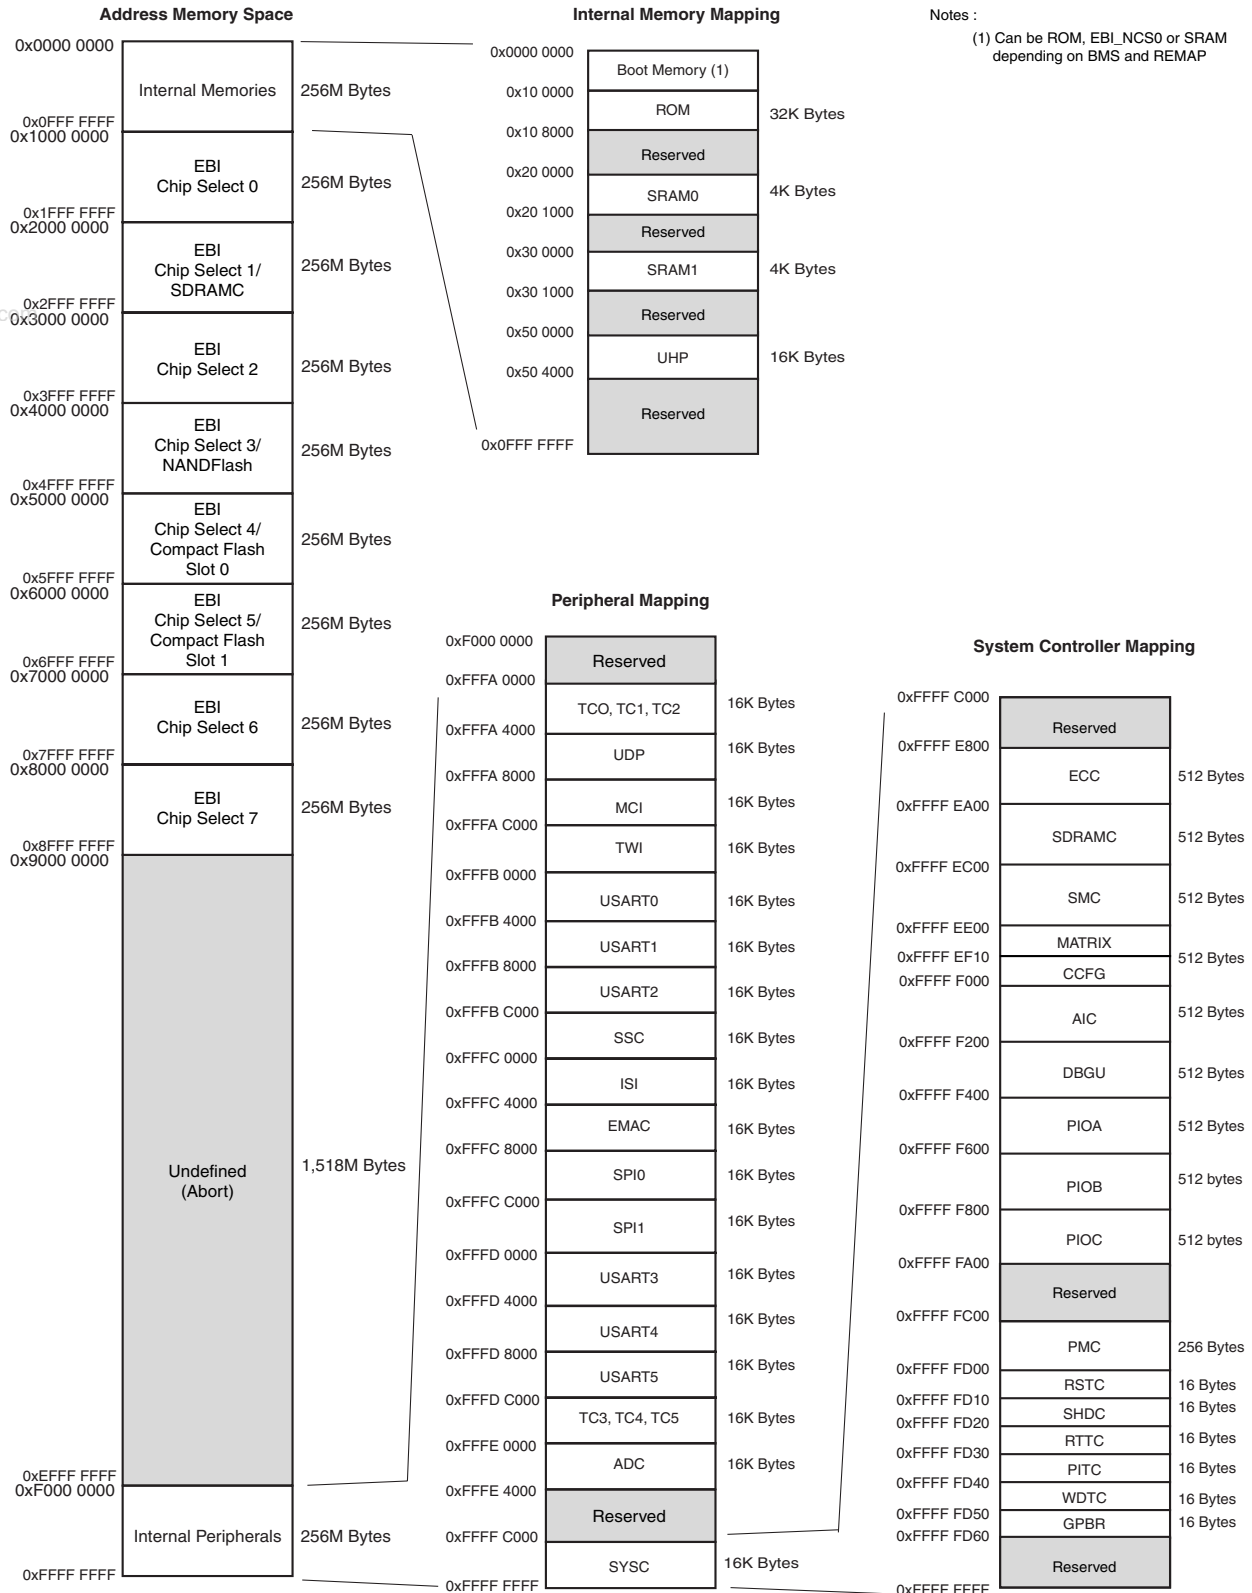 Address Memory Space
0x0000 0000
Internal Memories
256M Bytes
0x0FFF FFFF
0x1000 0000
EBI
Chip Select 0
256M Bytes
0x1FFF FFFF
0x2000 0000
EBI
Chip Select 1/
SDRAMC
256M Bytes
0x2FFF FFFF
0x3000 0000
EBI
Chip Select 2
256M Bytes
0x3FFF FFFF
0x4000 0000
EBI
Chip Select 3/
NANDFlash
256M Bytes
0x4FFF FFFF
0x5000 0000
EBI
Chip Select 4/
Compact Flash
Slot 0
256M Bytes
0x5FFF FFFF
0x6000 0000
EBI
Chip Select 5/
Compact Flash
Slot 1
256M Bytes
0x6FFF FFFF
0x7000 0000
EBI
Chip Select 6
256M Bytes
0x7FFF FFFF
0x8000 0000
EBI
Chip Select 7
256M Bytes
0x8FFF FFFF
0x9000 0000
Undefined
(Abort)
1,518M Bytes
0xEFFF FFFF
0xF000 0000
Internal Peripherals
256M Bytes
0xFFFF FFFF
Internal Memory Mapping
0x0000 0000
Boot Memory (1)
0x10 0000
ROM
32K Bytes
0x10 8000
Reserved
0x20 0000
SRAM0
4K Bytes
0x20 1000
Reserved
0x30 0000
SRAM1
4K Bytes
0x30 1000
Reserved
0x50 0000
UHP
16K Bytes
0x50 4000
Reserved
0x0FFF FFFF
Notes :
(1) Can be ROM, EBI_NCS0 or SRAM
depending on BMS and REMAP
Peripheral Mapping
0xF000 0000
Reserved
0xFFFA 0000
TCO, TC1, TC2
16K Bytes
0xFFFA 4000
UDP
16K Bytes
0xFFFA 8000
MCI
16K Bytes
0xFFFA C000
TWI
16K Bytes
0xFFFB 0000
USART0
16K Bytes
0xFFFB 4000
USART1
16K Bytes
0xFFFB 8000
USART2
16K Bytes
0xFFFB C000
SSC
16K Bytes
0xFFFC 0000
ISI
16K Bytes
0xFFFC 4000
EMAC
16K Bytes
0xFFFC 8000
SPI0
16K Bytes
0xFFFC C000
SPI1
16K Bytes
0xFFFD 0000
USART3
16K Bytes
0xFFFD 4000
USART4
16K Bytes
0xFFFD 8000
USART5
16K Bytes
0xFFFD C000
TC3, TC4, TC5
16K Bytes
0xFFFE 0000
ADC
16K Bytes
0xFFFE 4000
Reserved
0xFFFF C000
SYSC
16K Bytes
0xFFFF FFFF
System Controller Mapping
0xFFFF C000
Reserved
0xFFFF E800
ECC
512 Bytes
0xFFFF EA00
SDRAMC
512 Bytes
0xFFFF EC00
SMC
512 Bytes
0xFFFF EE00
MATRIX
0xFFFF EF10
512 Bytes
CCFG
0xFFFF F000
AIC
512 Bytes
0xFFFF F200
DBGU
512 Bytes
0xFFFF F400
PIOA
512 Bytes
0xFFFF F600
PIOB
512 bytes
0xFFFF F800
PIOC
512 bytes
0xFFFF FA00
Reserved
0xFFFF FC00
PMC
256 Bytes
0xFFFF FD00
RSTC
16 Bytes
0xFFFF FD10
SHDC
16 Bytes
0xFFFF FD20
RTTC
16 Bytes
0xFFFF FD30
PITC
16 Bytes
0xFFFF FD40
WDTC
16 Bytes
0xFFFF FD50
GPBR
16 Bytes
0xFFFF FD60
Reserved
0xFFFF FFFF